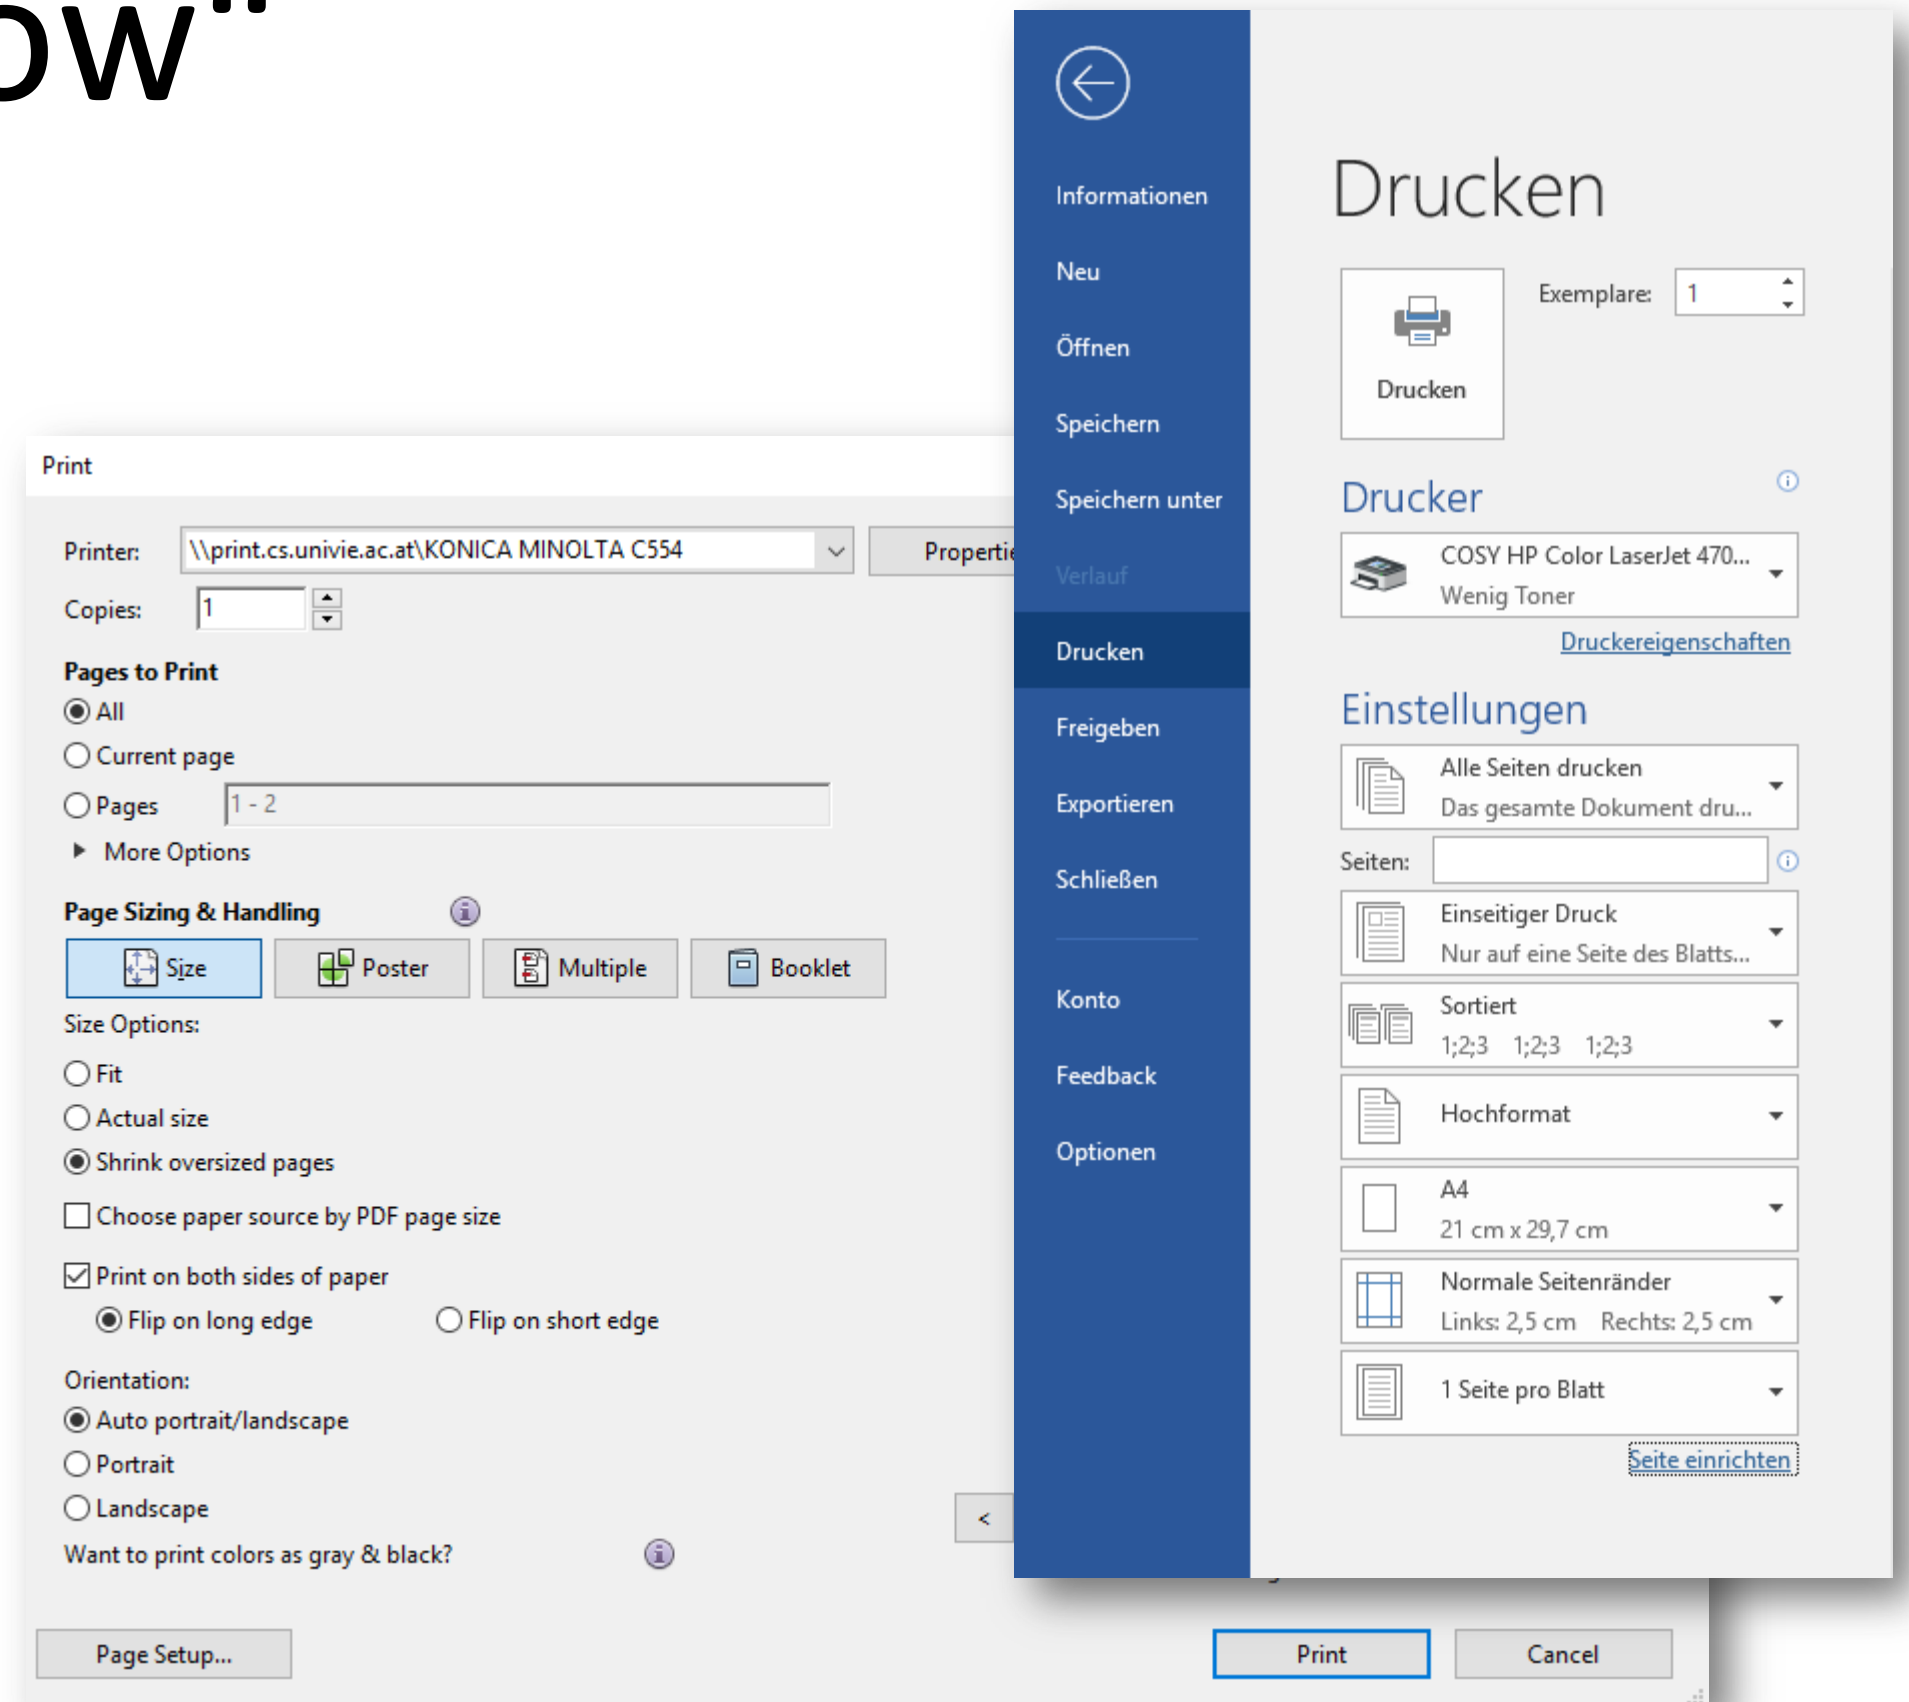 ow"
Print
Printer: \\print.cs.univie.ac.at\KONICA MINOLTA C554
Copies: 1
Pages to Print
All
Current page
Pages 1 - 2
More Options
Page Sizing & Handling
Size Poster Multiple Booklet
Size Options:
Fit
Actual size
Shrink oversized pages
Choose paper source by PDF page size
Print on both sides of paper
Flip on long edge Flip on short edge
Orientation:
Auto portrait/landscape
Portrait
Landscape
Want to print colors as gray & black?
<
Page Setup...
Print
Cancel
Informationen
Neu
Öffnen
Speichern
Speichern unter
Verlauf
Drucken
Freigeben
Exportieren
Schließen
Konto
Feedback
Optionen
Drucken
Drucken
Exemplare: 1
Drucker
COSY HP Color LaserJet 470...
Wenig Toner
Druckereigenschaften
Einstellungen
Alle Seiten drucken
Das gesamte Dokument dru...
Seiten:
Einseitiger Druck
Nur auf eine Seite des Blatts...
Sortiert
1;2;3 1;2;3 1;2;3
Hochformat
A4
21 cm x 29,7 cm
Normale Seitenränder
Links: 2,5 cm Rechts: 2,5 cm
1 Seite pro Blatt
Seite einrichten